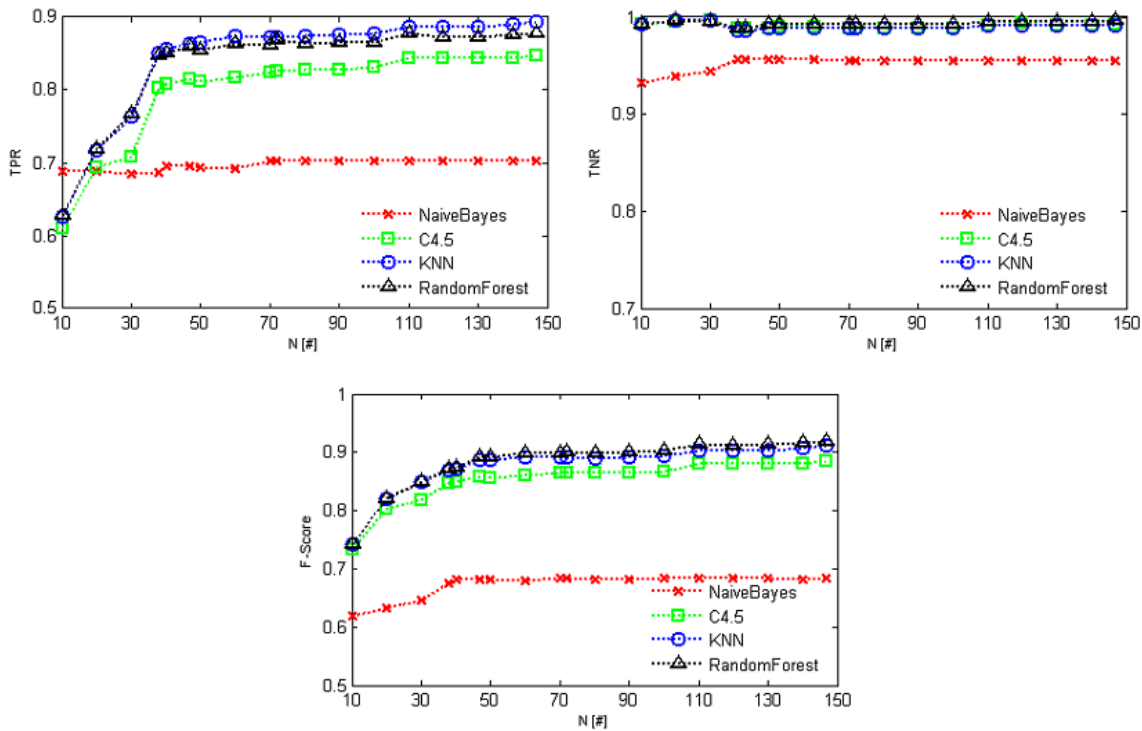 0.9
0.8
0.7
0.6
0.5
TPR
10 30 50 70 90 110 130 150
N [#]
NaiveBayes
C4.5
KNN
RandomForest
1
0.9
0.8
0.7
TNR
10 30 50 70 90 110 130 150
N [#]
NaiveBayes
C4.5
KNN
RandomForest
1
0.9
0.8
0.7
0.6
0.5
F-Score
10 30 50 70 90 110 130 150
N [#]
NaiveBayes
C4.5
KNN
RandomForest